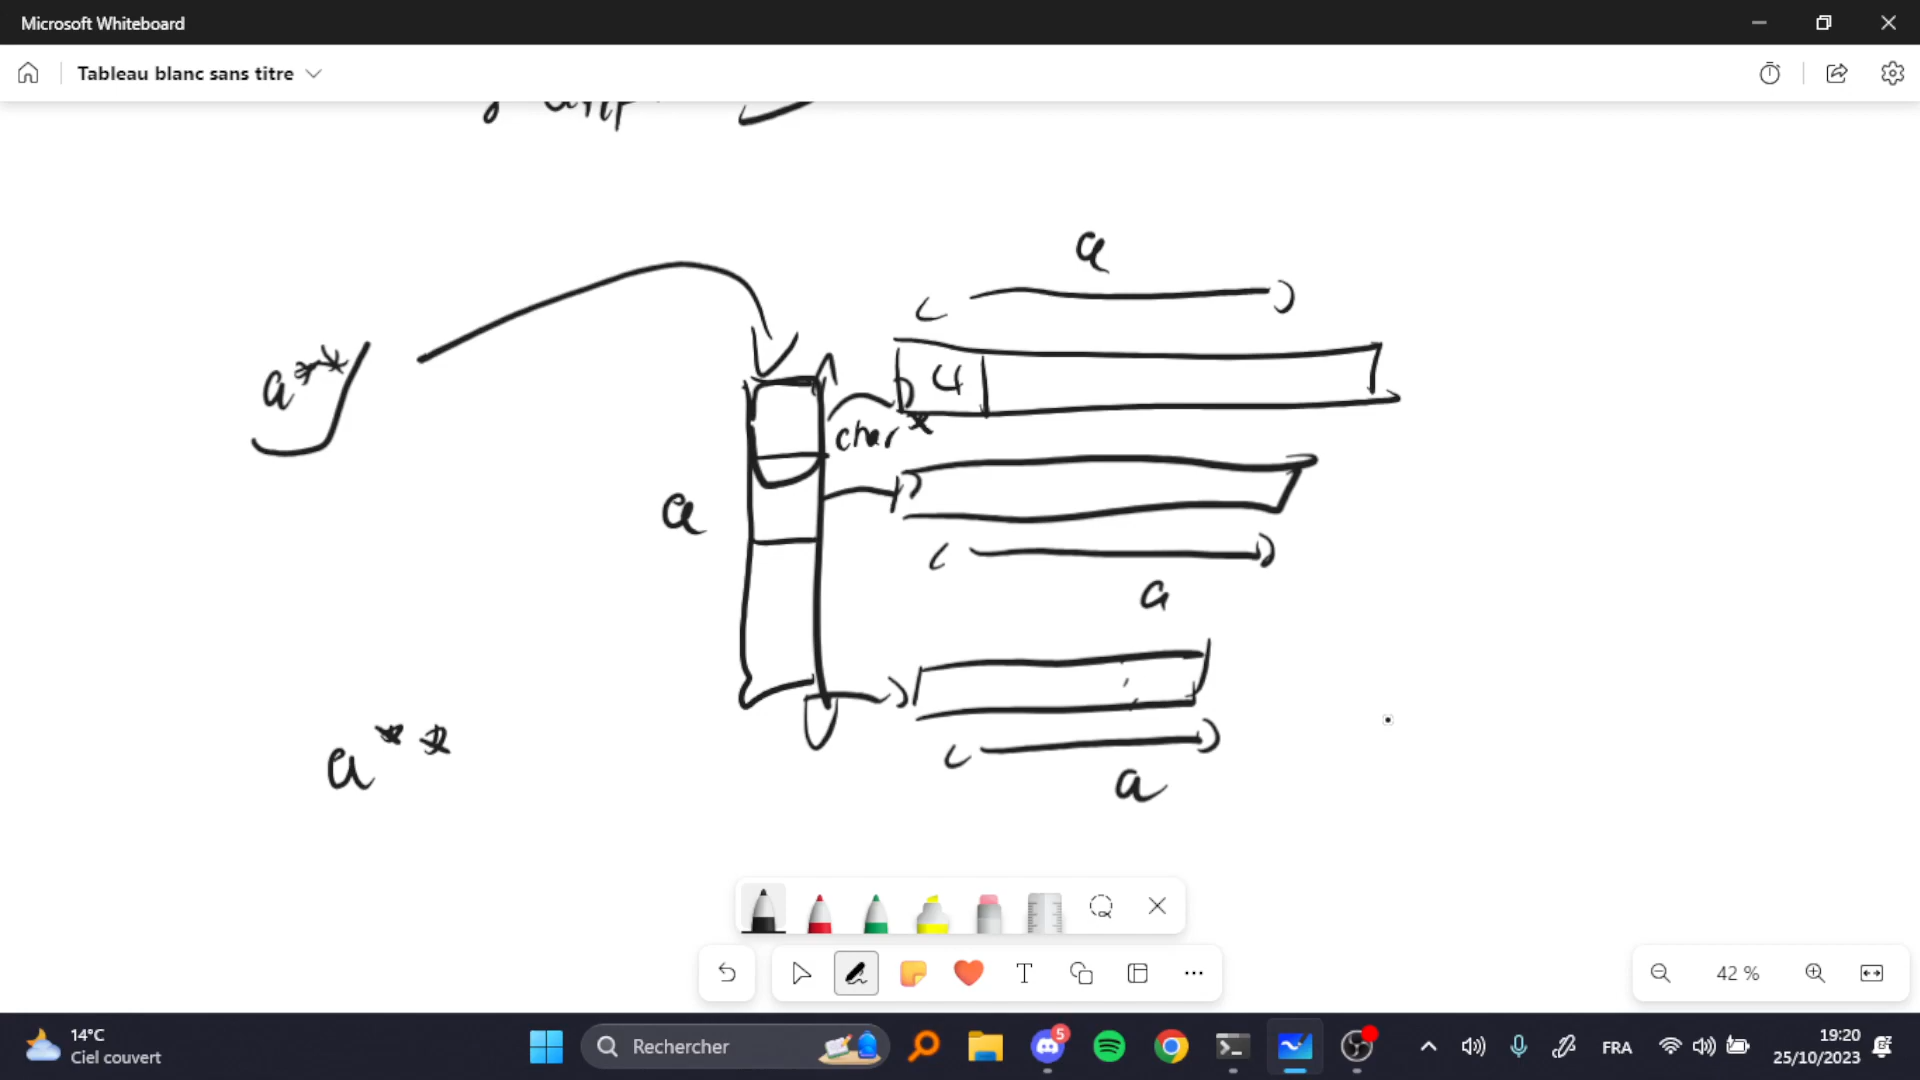 Microsoft Whiteboard
Tableau blanc sans titre
a
a**
4
char*
a
a
a**
a
42 %
14°C
Ciel couvert
Rechercher
5
FRA
19:20
25/10/2023